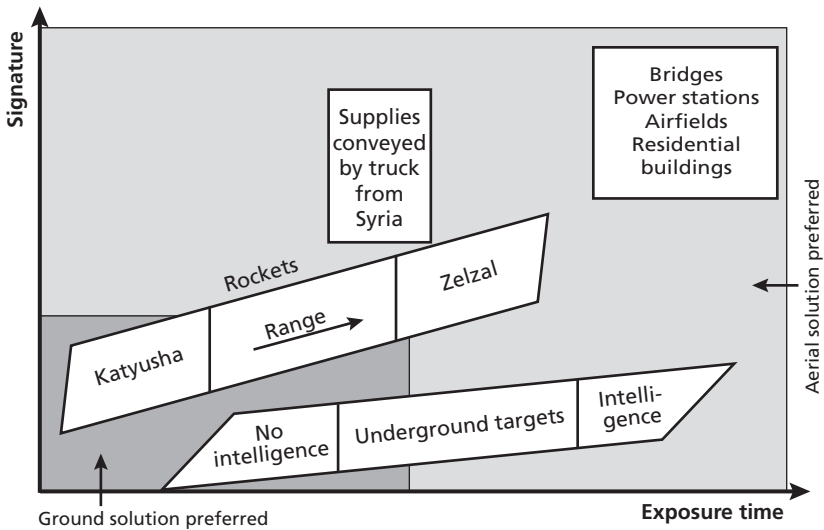 Signature
Bridges
Power stations
Airfields
Residential
buildings
Supplies
conveyed
by truck
from
Syria
Aerial solution preferred
Rockets
Zelzal
Range
Katyusha
Intelli-
gence
Underground targets
No
intelligence
Ground solution preferred
Exposure time